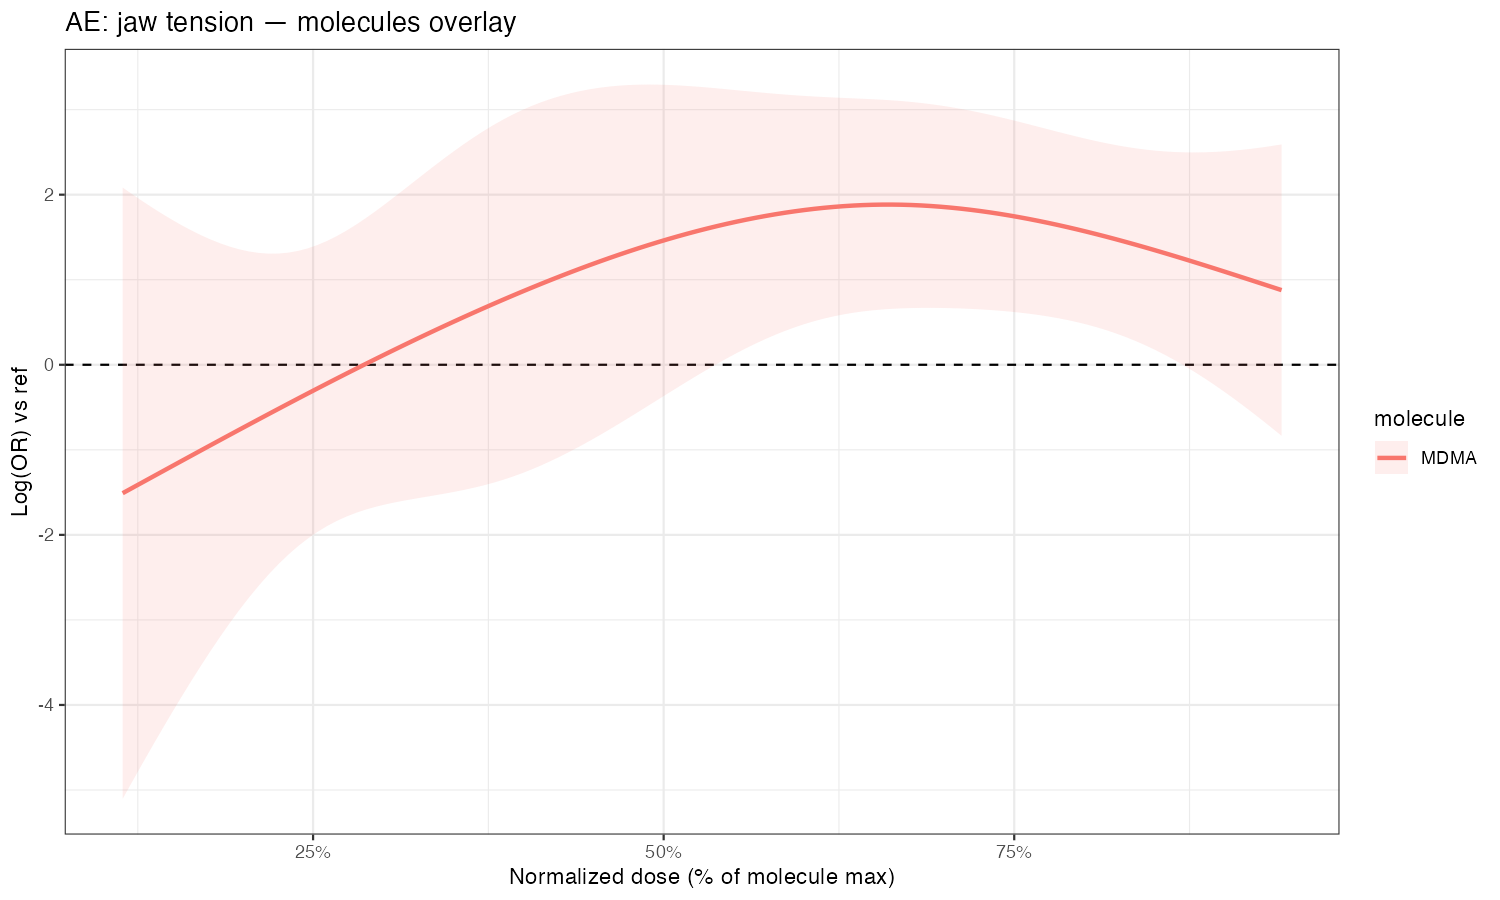 AE: jaw tension — molecules overlay
Log(OR) vs ref
2
0
-2
-4
25%
50%
75%
Normalized dose (% of molecule max)
molecule
MDMA